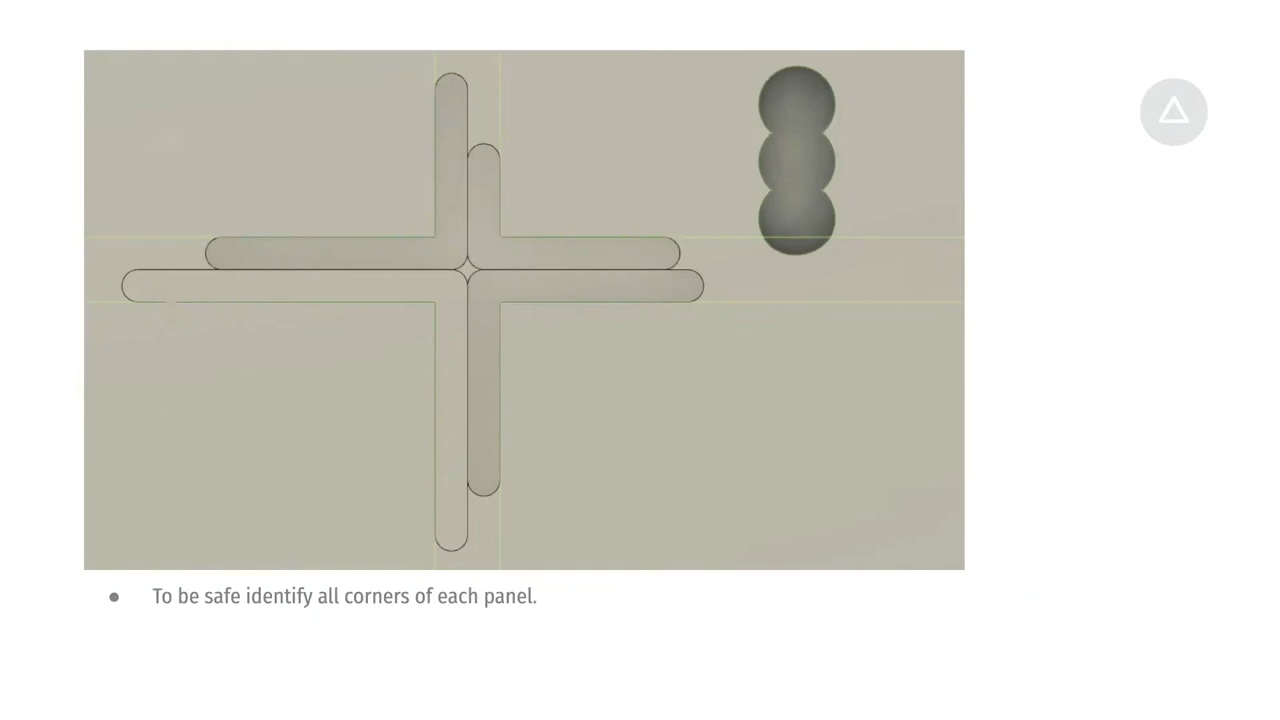 ● To be safe identify all corners of each panel.